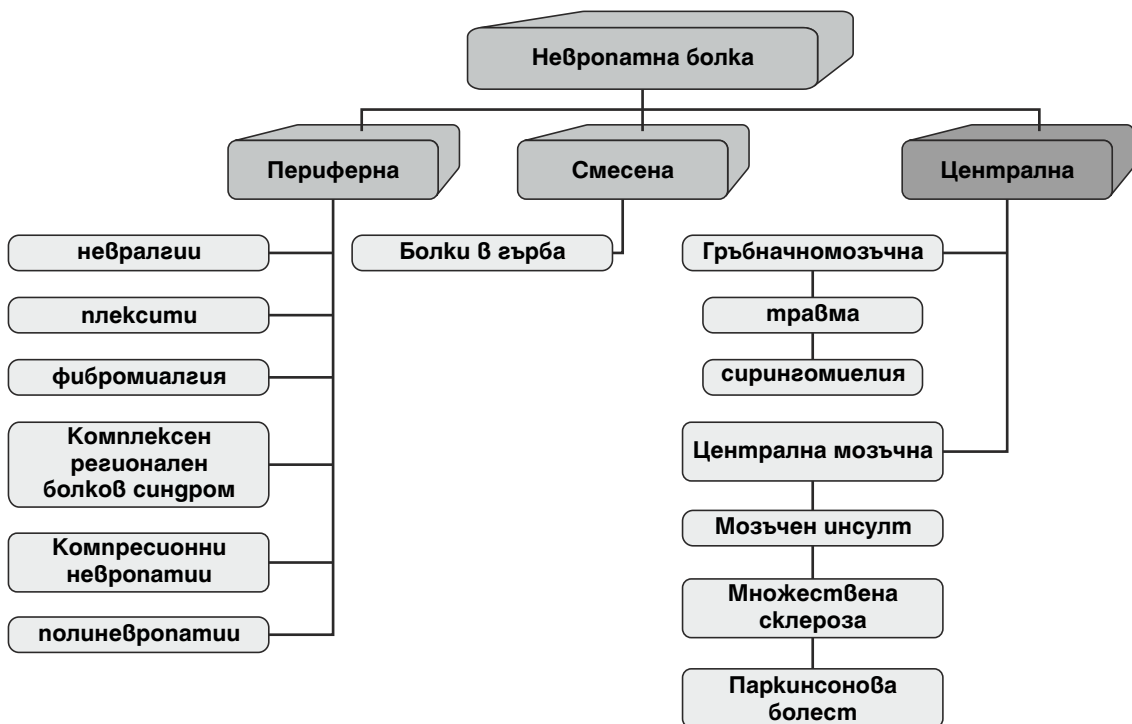 Невропатна болка
Периферна
Смесена
Централна
невралгии
плексити
фибромиалгия
Комплексен
регионален
болков синдром
Компресионни
невропатии
полиневропатии
Болки в гърба
Гръбначномозъчна
травма
сирингомиелия
Централна мозъчна
Мозъчен инсулт
Множествена
склероза
Паркинсонова
болест